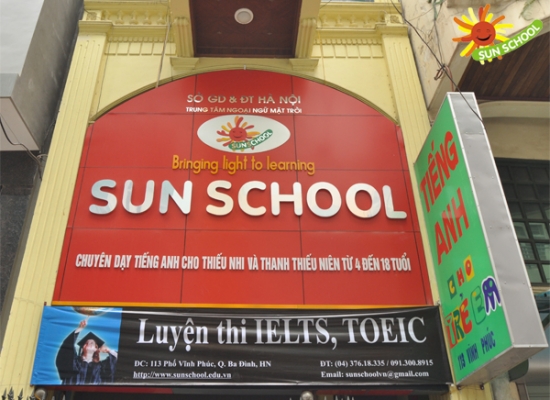 SUN SCHOOL
SỞ GD & ĐT HÀ NỘI
TRUNG TÂM NGOẠI NGỮ MẶT TRỜI
SUN SCHOOL
Bringing light to learning
SUN SCHOOL
CHUYÊN DẠY TIẾNG ANH CHO THIẾU NHI VÀ THANH THIẾU NIÊN TỪ 4 ĐẾN 18 TUỔI
Luyện thi IELTS, TOEIC
ĐC: 113 Phố Vĩnh Phúc, Q. Ba Đình, HN
ĐT: (04) 376.18.335 / 091.300.8915
http://www.sunschool.edu.vn
Email: sunschoolvn@gmail.com
TIẾNG
ANH
CHO
TRẺ EM
113 VĨNH PHÚC